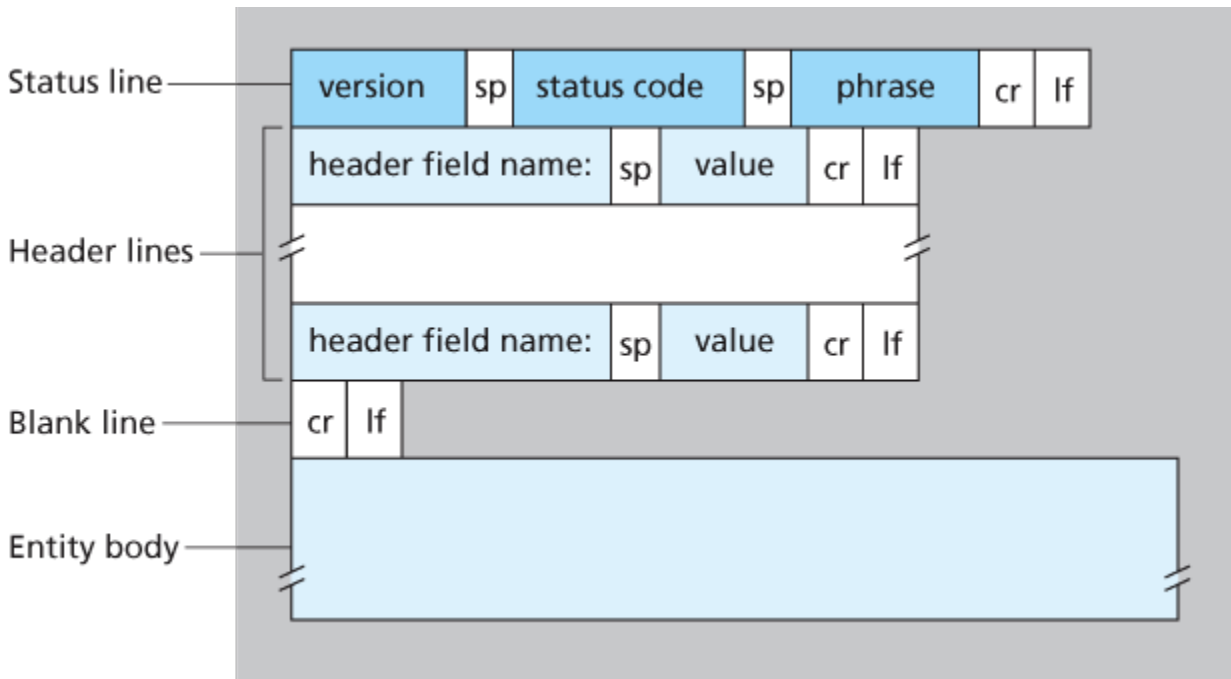 Status line version sp status code sp phrase cr lf
header field name: sp value cr lf
Header lines
header field name: sp value cr lf
Blank line cr lf
Entity body